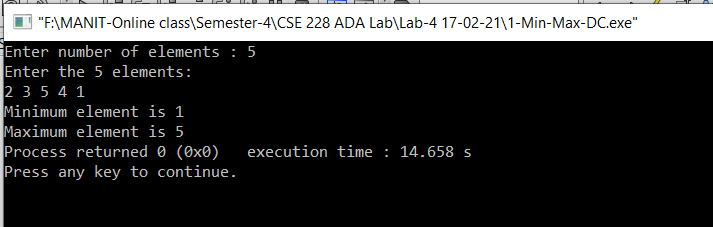 "F:\MANIT-Online class\Semester-4\CSE 228 ADA Lab\Lab-4 17-02-21\1-Min-Max-DC.exe"
Enter number of elements : 5
Enter the 5 elements:
2 3 5 4 1
Minimum element is 1
Maximum element is 5
Process returned 0 (0x0)   execution time : 14.658 s
Press any key to continue.